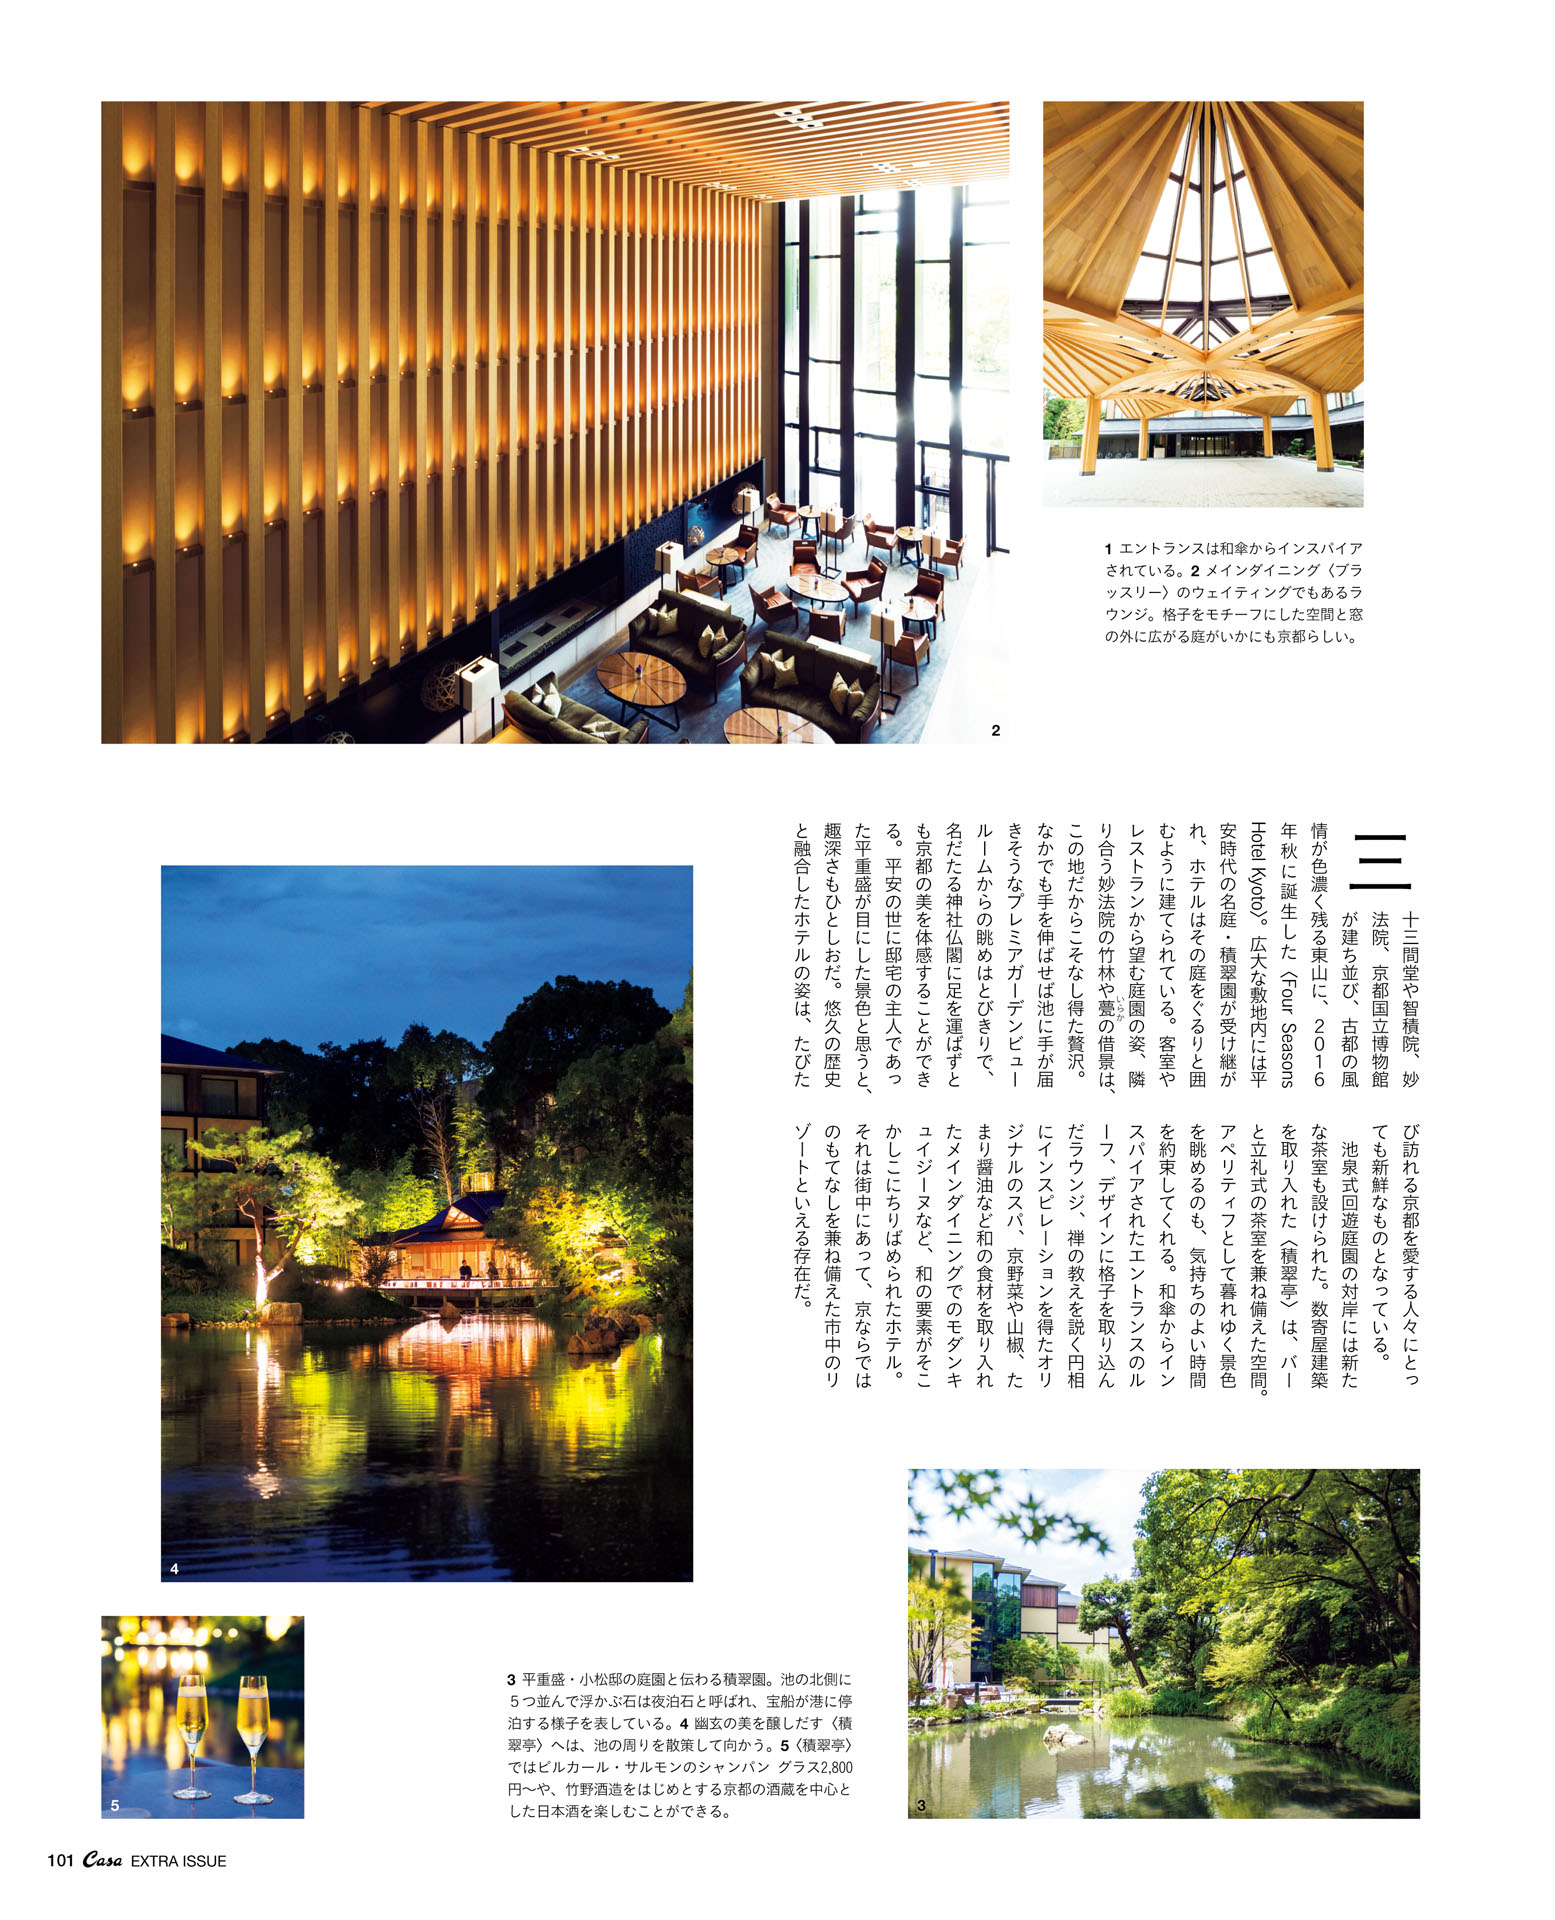 1
1 エントランスは和傘からインスパイア
されている。2 メインダイニング〈ブラ
ッスリー〉のウェイティングでもあるラ
ウンジ。格子をモチーフにした空間と窓
の外に広がる庭がいかにも京都らしい。
2
三
十三間堂や智積院、妙
法院、京都国立博物館
が建ち並び、古都の風
情が色濃く残る東山に、2016
年秋に誕生した〈Four Seasons
Hotel Kyoto〉。広大な敷地内には平
安時代の名庭・積翠園が受け継が
れ、ホテルはその庭をぐるりと囲
むように建てられている。客室や
レストランから望む庭園の姿、隣
り合う妙法院の竹林や甍の借景は、
いらか
この地だからこそなし得た贅沢。
なかでも手を伸ばせば池に手が届
きそうなプレミアガーデンビュー
ルームからの眺めはとびきりで、
名だたる神社仏閣に足を運ばずと
も京都の美を体感することができ
る。平安の世に邸宅の主人であっ
た平重盛が目にした景色と思うと、
趣深さもひとしおだ。悠久の歴史
と融合したホテルの姿は、たびた
び訪れる京都を愛する人々にとっ
ても新鮮なものとなっている。
池泉式回遊庭園の対岸には新た
な茶室も設けられた。数寄屋建築
を取り入れた〈積翠亭〉は、バー
と立礼式の茶室を兼ね備えた空間。
アペリティフとして暮れゆく景色
を眺めるのも、気持ちのよい時間
を約束してくれる。和傘からイン
スパイアされたエントランスのル
ーフ、デザインに格子を取り込ん
だラウンジ、禅の教えを説く円相
にインスピレーションを得たオリ
ジナルのスパ、京野菜や山椒、た
まり醤油など和の食材を取り入れ
たメインダイニングでのモダンキ
ュイジーヌなど、和の要素がそこ
かしこにちりばめられたホテル。
それは街中にあって、京ならでは
のもてなしを兼ね備えた市中のリ
ゾートといえる存在だ。
4
5
3 平重盛・小松邸の庭園と伝わる積翠園。池の北側に
５つ並んで浮かぶ石は夜泊石と呼ばれ、宝船が港に停
泊する様子を表している。4 幽玄の美を醸しだす〈積
翠亭〉へは、池の周りを散策して向かう。5〈積翠亭〉
ではビルカール・サルモンのシャンパン グラス2,800
円〜や、竹野酒造をはじめとする京都の酒蔵を中心と
した日本酒を楽しむことができる。
3
101 Casa EXTRA ISSUE